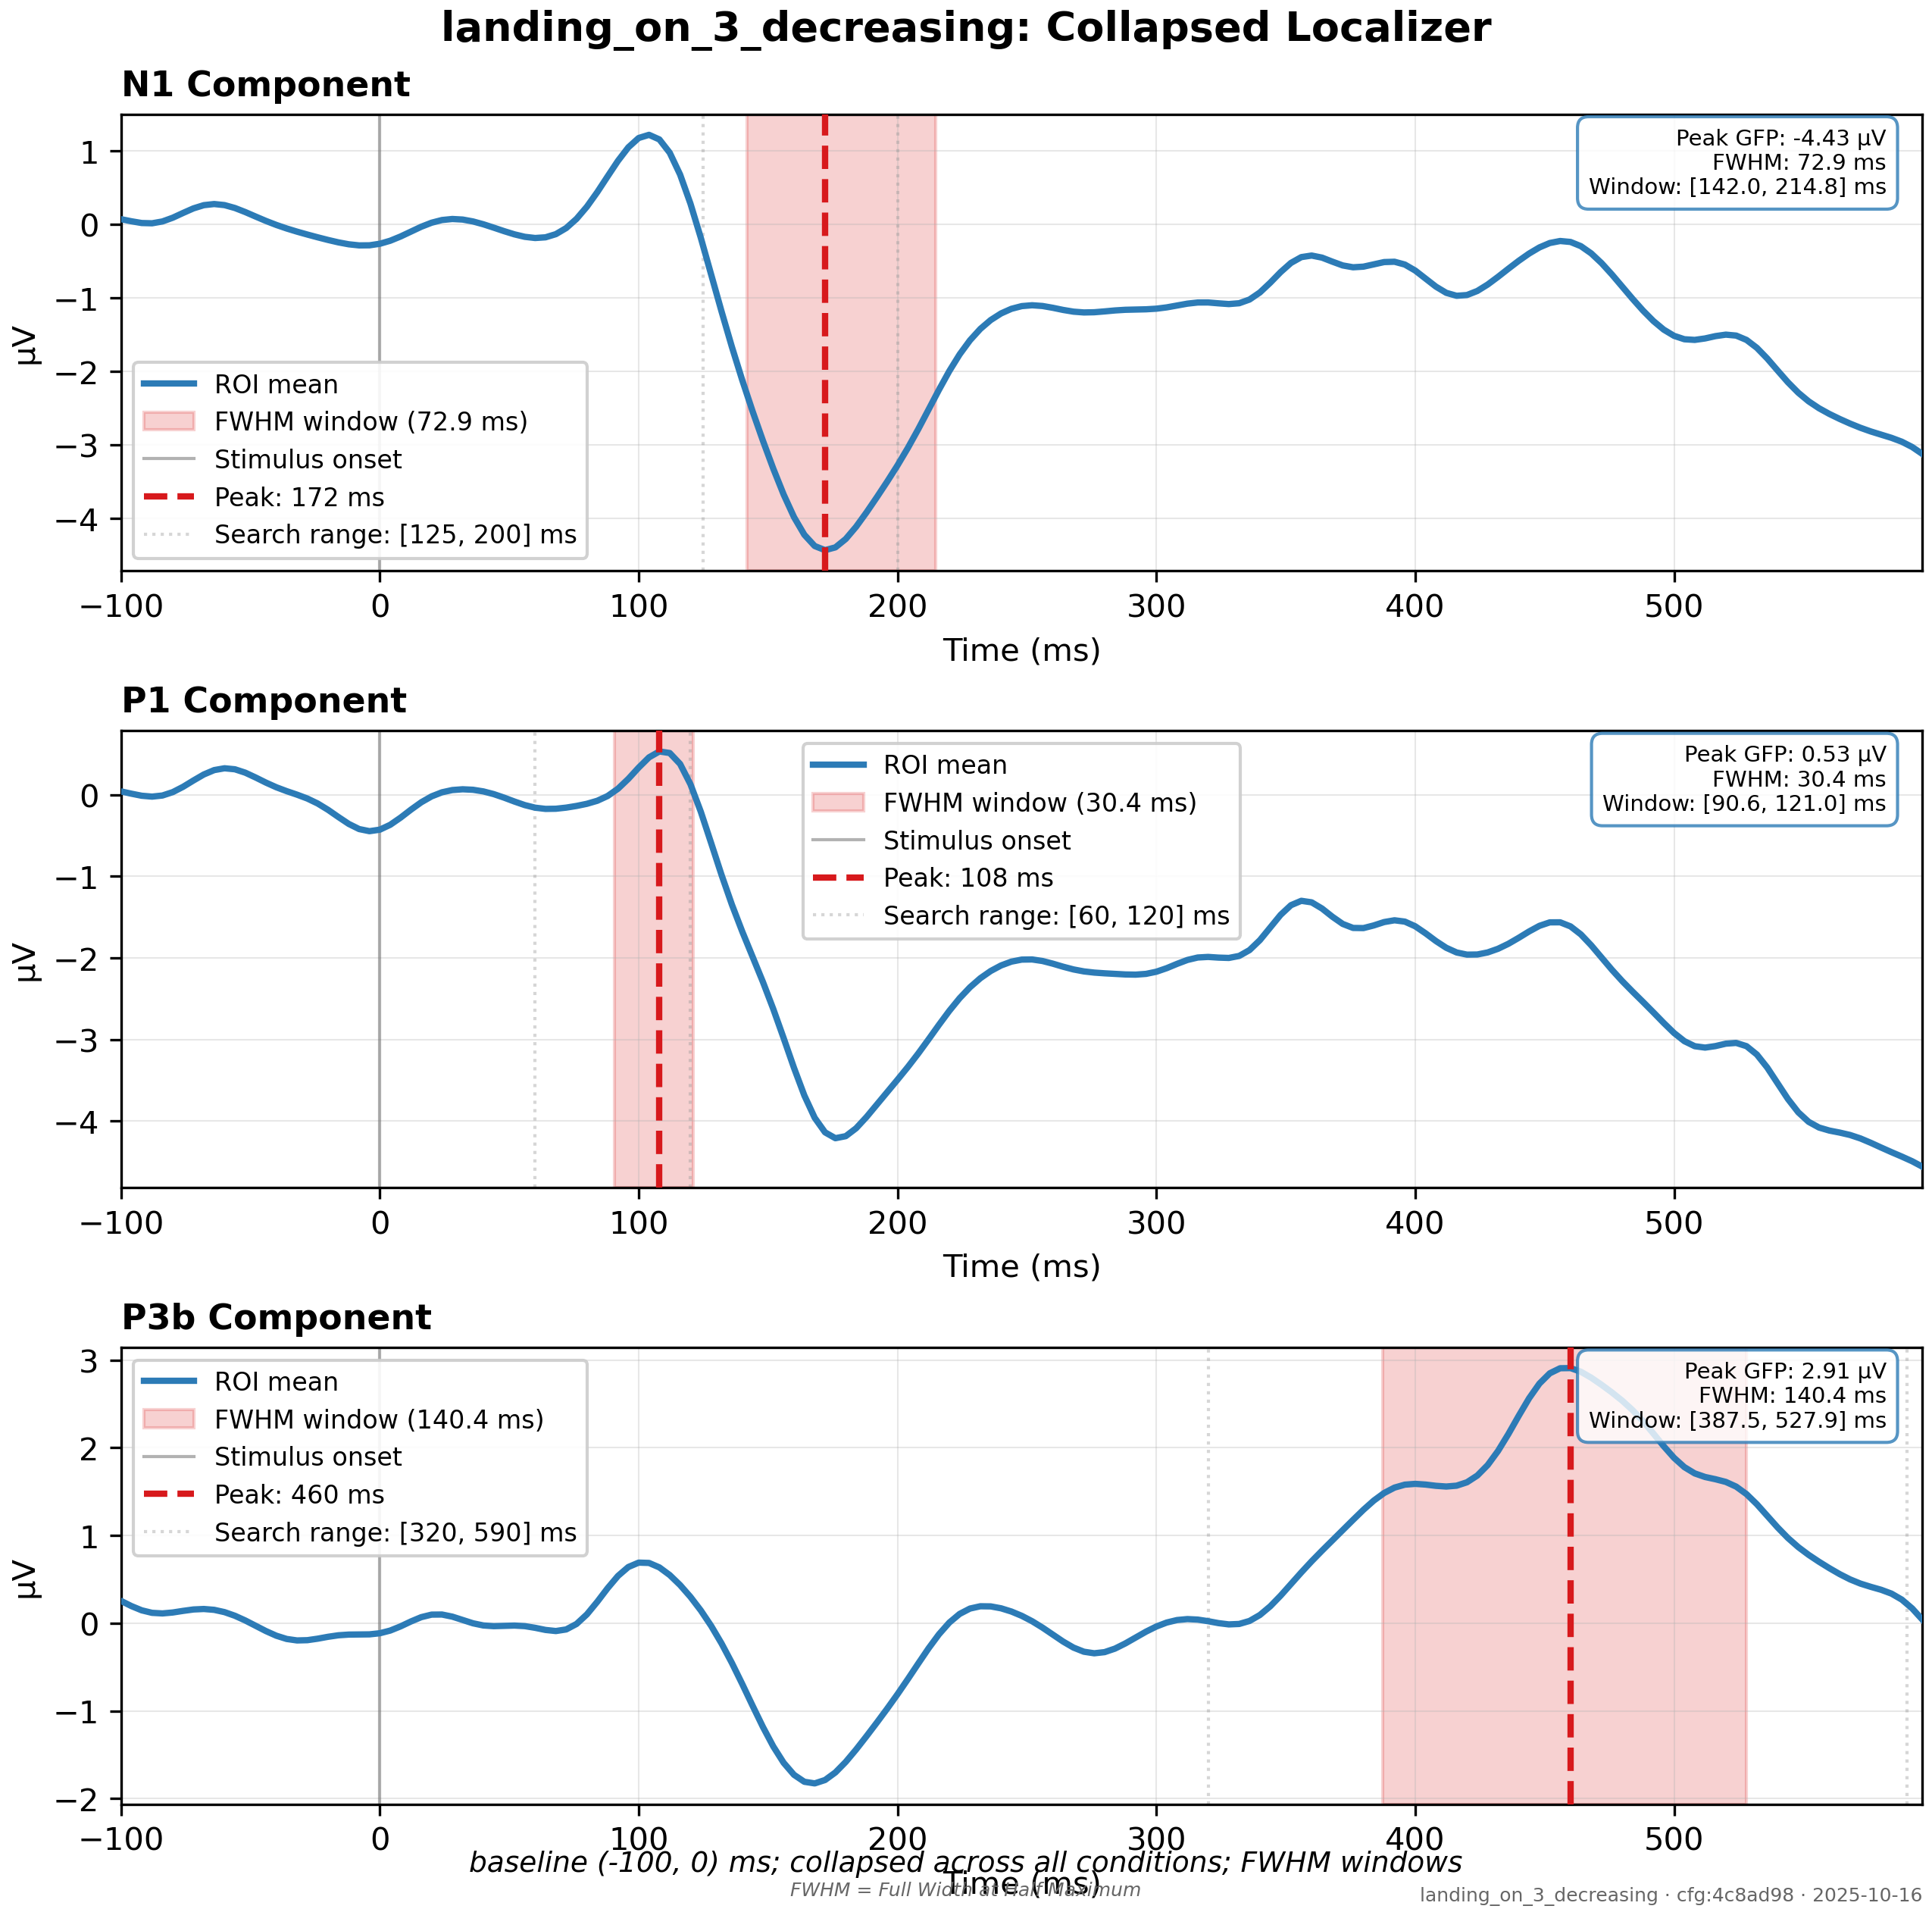 landing_on_3_decreasing: Collapsed Localizer
N1 Component
Peak GFP: -4.43 µV
FWHM: 72.9 ms
Window: [142.0, 214.8] ms
1
0
−1
−2
−3
−4
µV
ROI mean
FWHM window (72.9 ms)
Stimulus onset
Peak: 172 ms
Search range: [125, 200] ms
−100 0 100 200 300 400 500
Time (ms)
P1 Component
Peak GFP: 0.53 µV
FWHM: 30.4 ms
Window: [90.6, 121.0] ms
0
−1
−2
−3
−4
µV
ROI mean
FWHM window (30.4 ms)
Stimulus onset
Peak: 108 ms
Search range: [60, 120] ms
−100 0 100 200 300 400 500
Time (ms)
P3b Component
Peak GFP: 2.91 µV
FWHM: 140.4 ms
Window: [387.5, 527.9] ms
3
2
1
0
−1
−2
µV
ROI mean
FWHM window (140.4 ms)
Stimulus onset
Peak: 460 ms
Search range: [320, 590] ms
−100 0 100 200 300 400 500
baseline (-100, 0) ms; collapsed across all conditions; FWHM windows
Time (ms)
FWHM = Full Width at Half Maximum
landing_on_3_decreasing · cfg:4c8ad98 · 2025-10-16